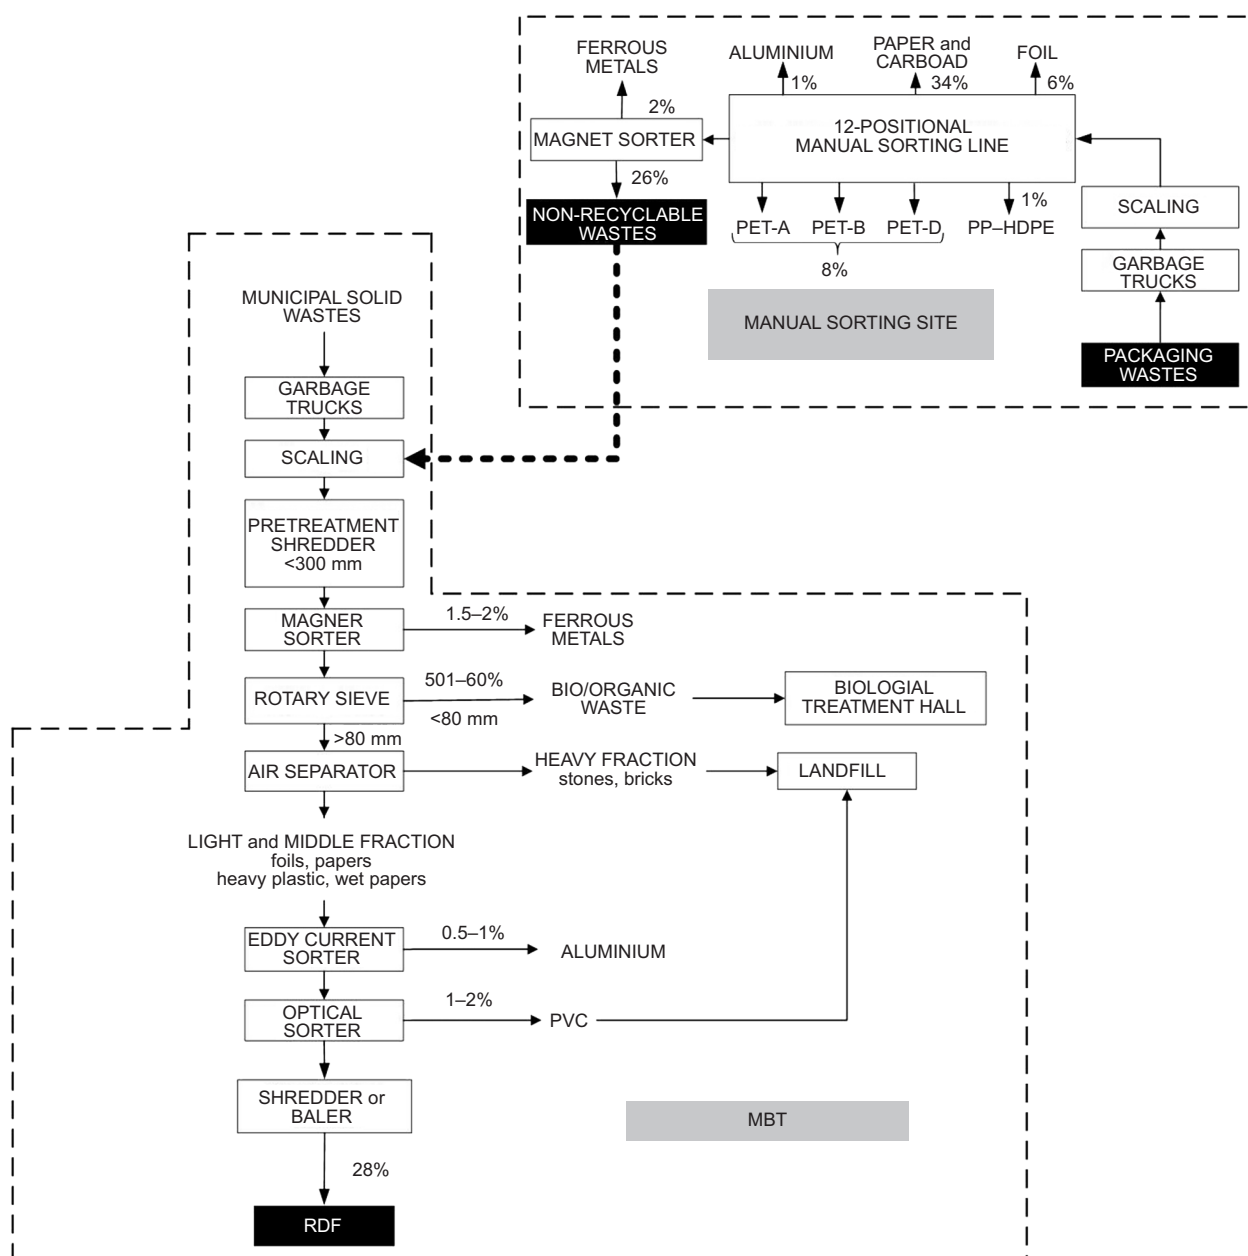 FERROUS
METALS
ALUMINIUM
PAPER and
CARBOAD
FOIL
1%
34%
6%
2%
MAGNET SORTER
12-POSITIONAL
MANUAL SORTING LINE
26%
1%
NON-RECYCLABLE
WASTES
PET-A
PET-B
PET-D
PP–HDPE
8%
SCALING
GARBAGE
TRUCKS
MANUAL SORTING SITE
PACKAGING
WASTES
MUNICIPAL SOLID
WASTES
GARBAGE
TRUCKS
SCALING
PRETREATMENT
SHREDDER
<300 mm
MAGNER
SORTER
1.5–2%
FERROUS
METALS
ROTARY SIEVE
501–60%
<80 mm
BIO/ORGANIC
WASTE
BIOLOGIAL
TREATMENT HALL
>80 mm
AIR SEPARATOR
HEAVY FRACTION
stones, bricks
LANDFILL
LIGHT and MIDDLE FRACTION
foils, papers
heavy plastic, wet papers
EDDY CURRENT
SORTER
0.5–1%
ALUMINIUM
OPTICAL
SORTER
1–2%
PVC
SHREDDER or
BALER
MBT
28%
RDF